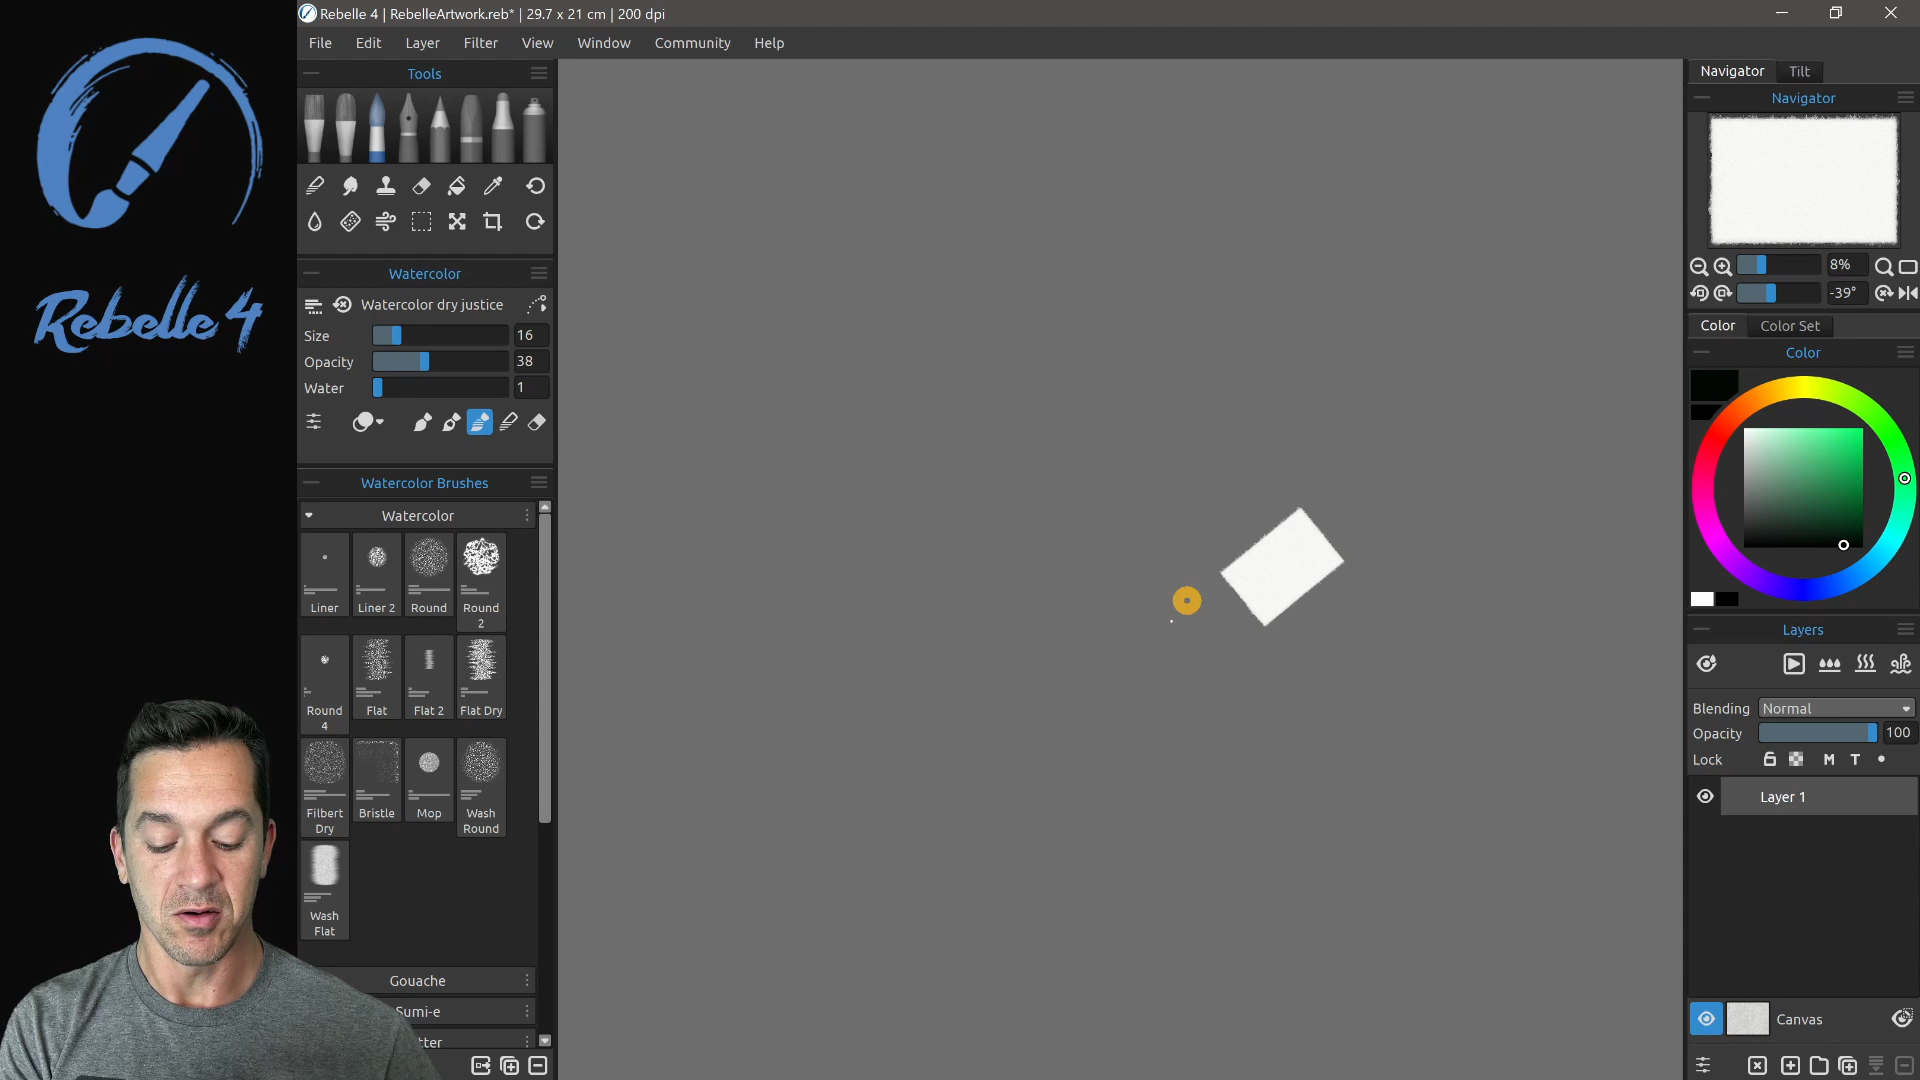 Rebelle 4 | RebelleArtwork.reb* | 29.7 x 21 cm | 200 dpi
File Edit Layer Filter View Window Community Help
Rebelle 4
Tools
Watercolor
Watercolor dry justice
Size 16
Opacity 38
Water 1
Watercolor Brushes
Watercolor
Liner Liner 2 Round Round 2
Round 4 Flat Flat 2 Flat Dry
Filbert Dry Bristle Mop Wash Round
Wash Flat
Gouache
Sumi-e
tter
Navigator Tilt
Navigator
8%
-39°
Color Color Set
Color
Layers
Blending Normal
Opacity 100
Lock M T
Layer 1
Canvas